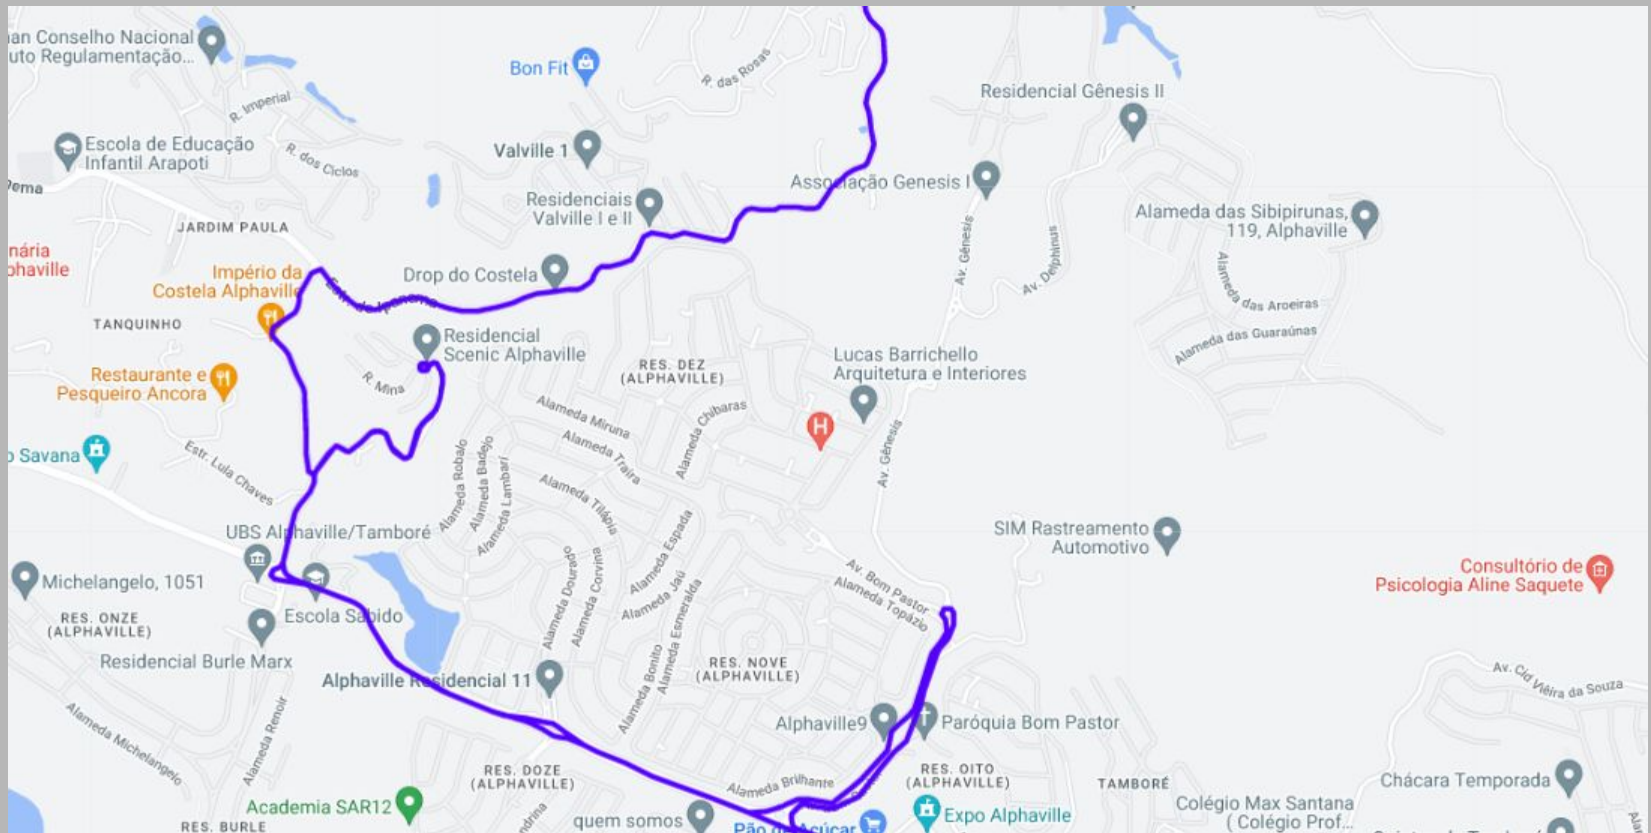 an Conselho Nacional
uto Regulamentação...
Bon Fit
R. das Rosas
Residencial Gênesis II
R. Imperial
Escola de Educação
Infantil Arapoti
R. dos Ciclos
Valville 1
Associação Genesis I
ema
Residenciais
Valville I e II
Alameda das Sibipirunas,
119, Alphaville
JARDIM PAULA
Av. Gênesis
Av. Delphinus
nária
phaville
Império da
Costela Alphaville
Drop do Costela
Estr. de Ipanema
Alameda das Aroeiras
TANQUINHO
Residencial
Scenic Alphaville
Alameda das Guaraúnas
RES. DEZ
(ALPHAVILLE)
Lucas Barrichello
Arquitetura e Interiores
Restaurante e
Pesqueiro Ancora
R. Mina
Alameda Miruna
Alameda Chibaras
H
o Savana
Estr. Lula Chaves
Alameda Robalo
Alameda Badejo
Alameda Lambari
Alameda Traíra
Av. Gênesis
Alameda Tilápia
UBS Alphaville/Tamboré
SIM Rastreamento
Automotivo
Alameda Espada
Michelangelo, 1051
Alameda Dourado
Alameda Corvina
Alameda Jaú
Av. Bom Pastor
Alameda Topázio
Consultório de
Psicologia Aline Saquete
RES. ONZE
(ALPHAVILLE)
Escola Sabido
Residencial Burle Marx
Alameda Bonito
Alameda Esmeralda
RES. NOVE
(ALPHAVILLE)
Alphaville Residencial 11
Av. Cid Viêira da Souza
Alameda Michelangelo
Alameda Renoir
Alphaville9
Paróquia Bom Pastor
RES. DOZE
(ALPHAVILLE)
Alameda Brilhante
RES. OITO
(ALPHAVILLE)
TAMBORÉ
Chácara Temporada
Academia SAR12
ndrina
quem somos
Expo Alphaville
Colégio Max Santana
( Colégio Prof...
RES. BURLE
Pão de Açúcar